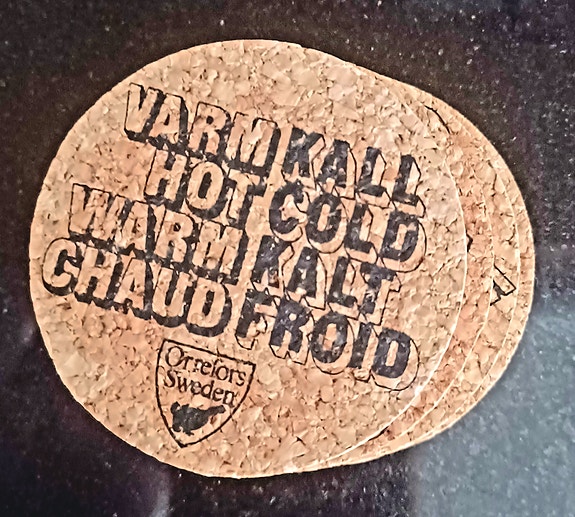 VARM KALL
HOT COLD
WARM KALT
CHAUD FROID
Orrefors
Sweden